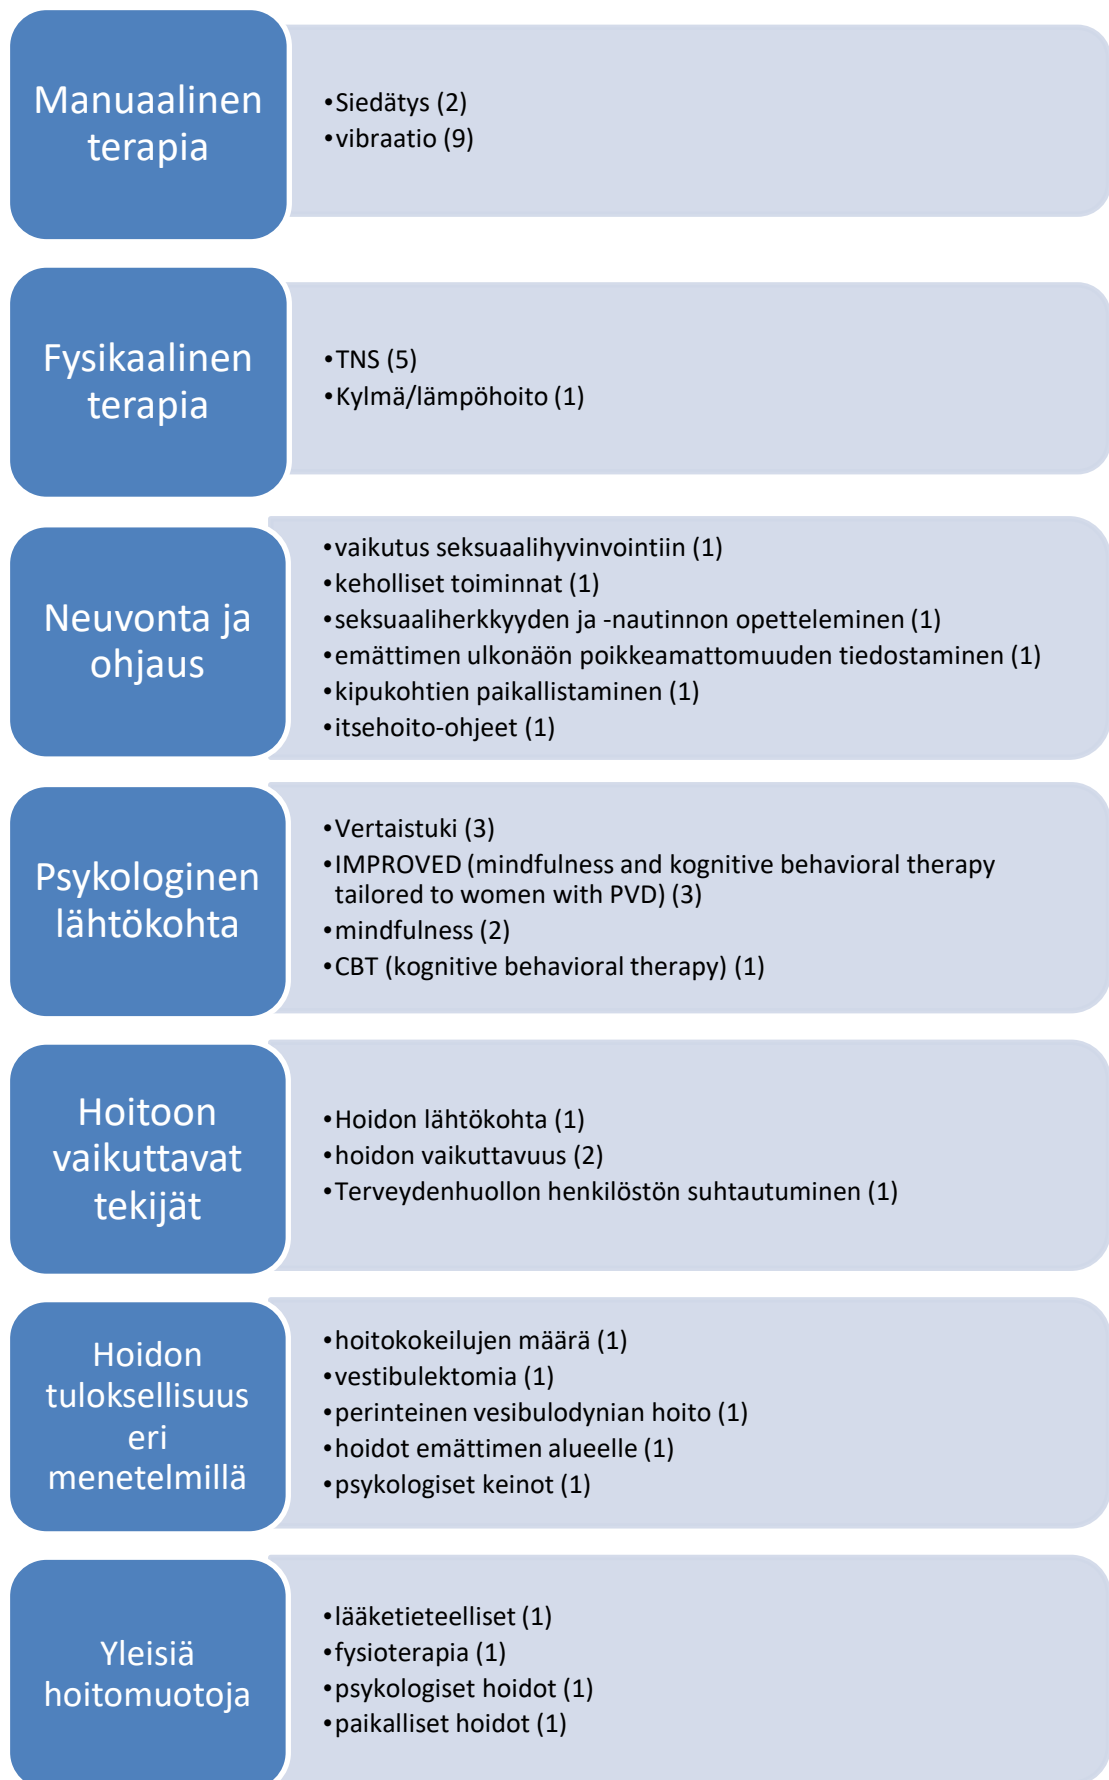 Manuaalinen
terapia
•Siedätys (2)
•vibraatio (9)
Fysikaalinen
terapia
•TNS (5)
•Kylmä/lämpöhoito (1)
Neuvonta ja
ohjaus
•vaikutus seksuaalihyvinvointiin (1)
•keholliset toiminnat (1)
•seksuaaliherkkyyden ja -nautinnon opetteleminen (1)
•emättimen ulkonäön poikkeamattomuuden tiedostaminen (1)
•kipukohtien paikallistaminen (1)
•itsehoito-ohjeet (1)
Psykologinen
lähtökohta
•Vertaistuki (3)
•IMPROVED (mindfulness and kognitive behavioral therapy
tailored to women with PVD) (3)
•mindfulness (2)
•CBT (kognitive behavioral therapy) (1)
Hoitoon
vaikuttavat
tekijät
•Hoidon lähtökohta (1)
•hoidon vaikuttavuus (2)
•Terveydenhuollon henkilöstön suhtautuminen (1)
Hoidon
tuloksellisuus
eri
menetelmillä
•hoitokokeilujen määrä (1)
•vestibulektomia (1)
•perinteinen vesibulodynian hoito (1)
•hoidot emättimen alueelle (1)
•psykologiset keinot (1)
Yleisiä
hoitomuotoja
•lääketieteelliset (1)
•fysioterapia (1)
•psykologiset hoidot (1)
•paikalliset hoidot (1)